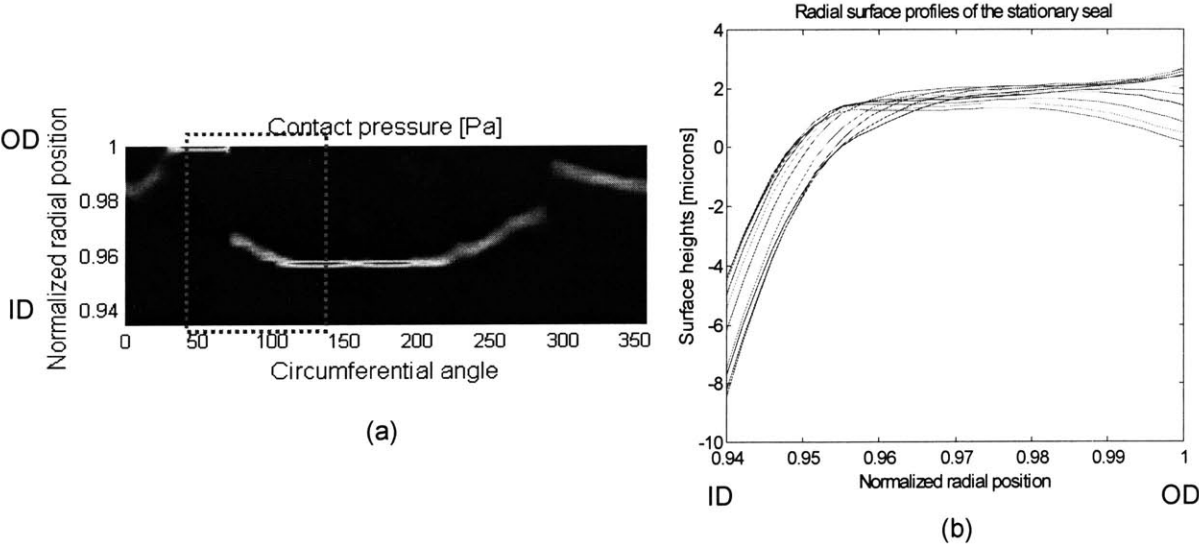 Contact pressure [Pa]
OD
Normalized radial position
1
0.98
0.96
0.94
ID
0 50 100 150 200 250 300 350
Circumferential angle
(a)
Radial surface profiles of the stationary seal
Surface heights [microns]
4
2
0
-2
-4
-6
-8
-10
0.94 0.95 0.96 0.97 0.98 0.99 1
Normalized radial position
ID
OD
(b)